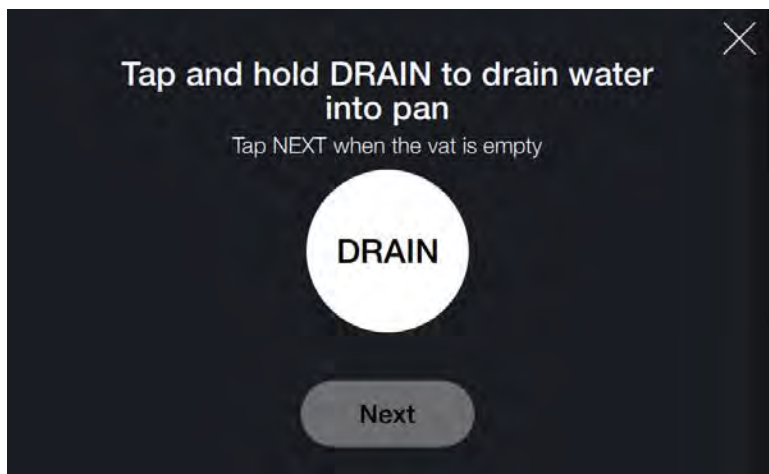 Tap and hold DRAIN to drain water
into pan
Tap NEXT when the vat is empty
DRAIN
Next